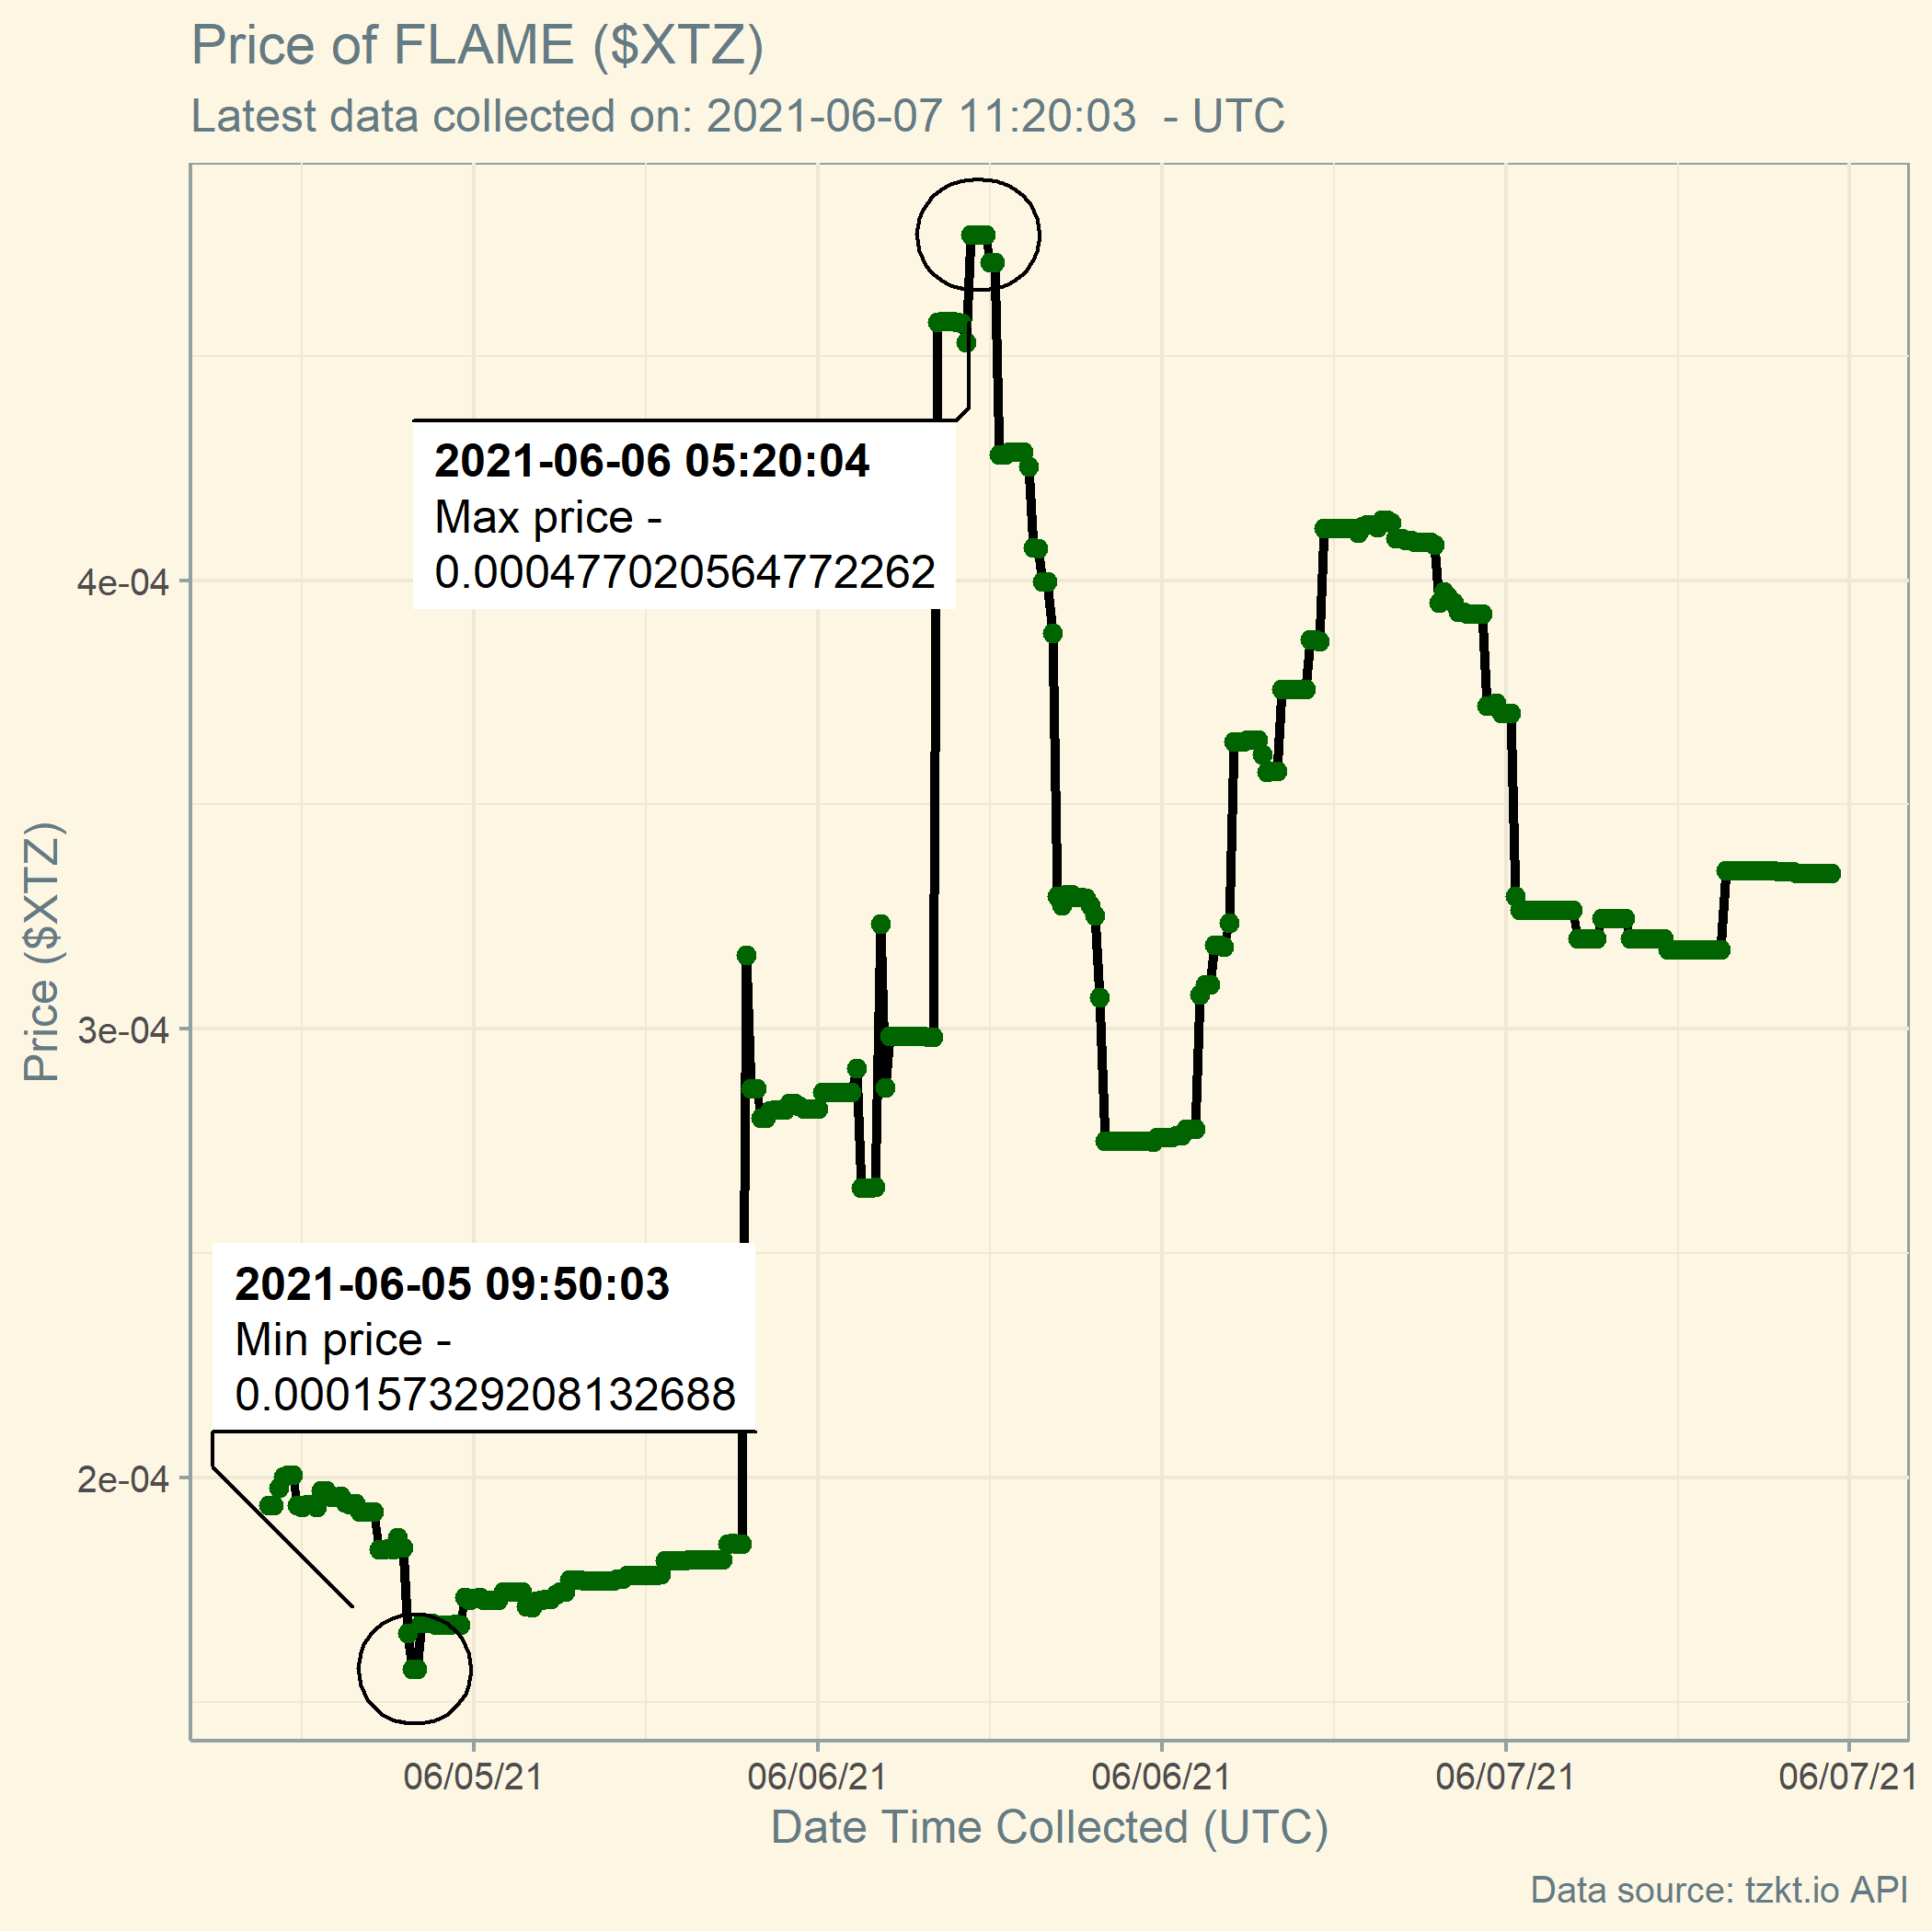 Price of FLAME ($XTZ)
Latest data collected on: 2021-06-07 11:20:03  - UTC
2021-06-06 05:20:04
Max price -
0.000477020564772262
4e-04
3e-04
2021-06-05 09:50:03
Min price -
0.000157329208132688
2e-04
Price ($XTZ)
06/05/21 06/06/21 06/06/21 06/07/21 06/07/21
Date Time Collected (UTC)
Data source: tzkt.io API